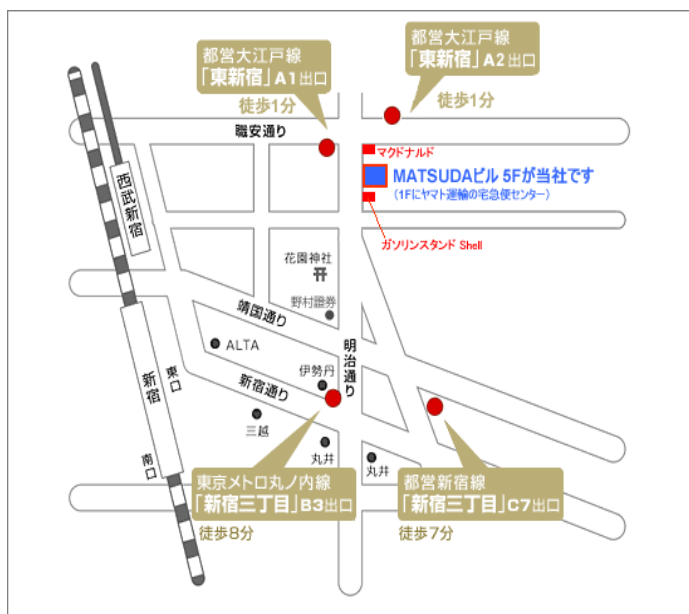 都営大江戸線
「東新宿」A1出口
徒歩1分
都営大江戸線
「東新宿」A2出口
徒歩1分
職安通り
マクドナルド
MATSUDAビル 5Fが当社です
(1Fにヤマト運輸の宅急便センター)
ガソリンスタンド Shell
西武新宿
花園神社
野村證券
靖国通り
明治通り
ALTA
伊勢丹
新宿通り
新宿
東口
南口
三越
丸井
丸井
東京メトロ丸ノ内線
「新宿三丁目」B3出口
徒歩8分
都営新宿線
「新宿三丁目」C7出口
徒歩7分